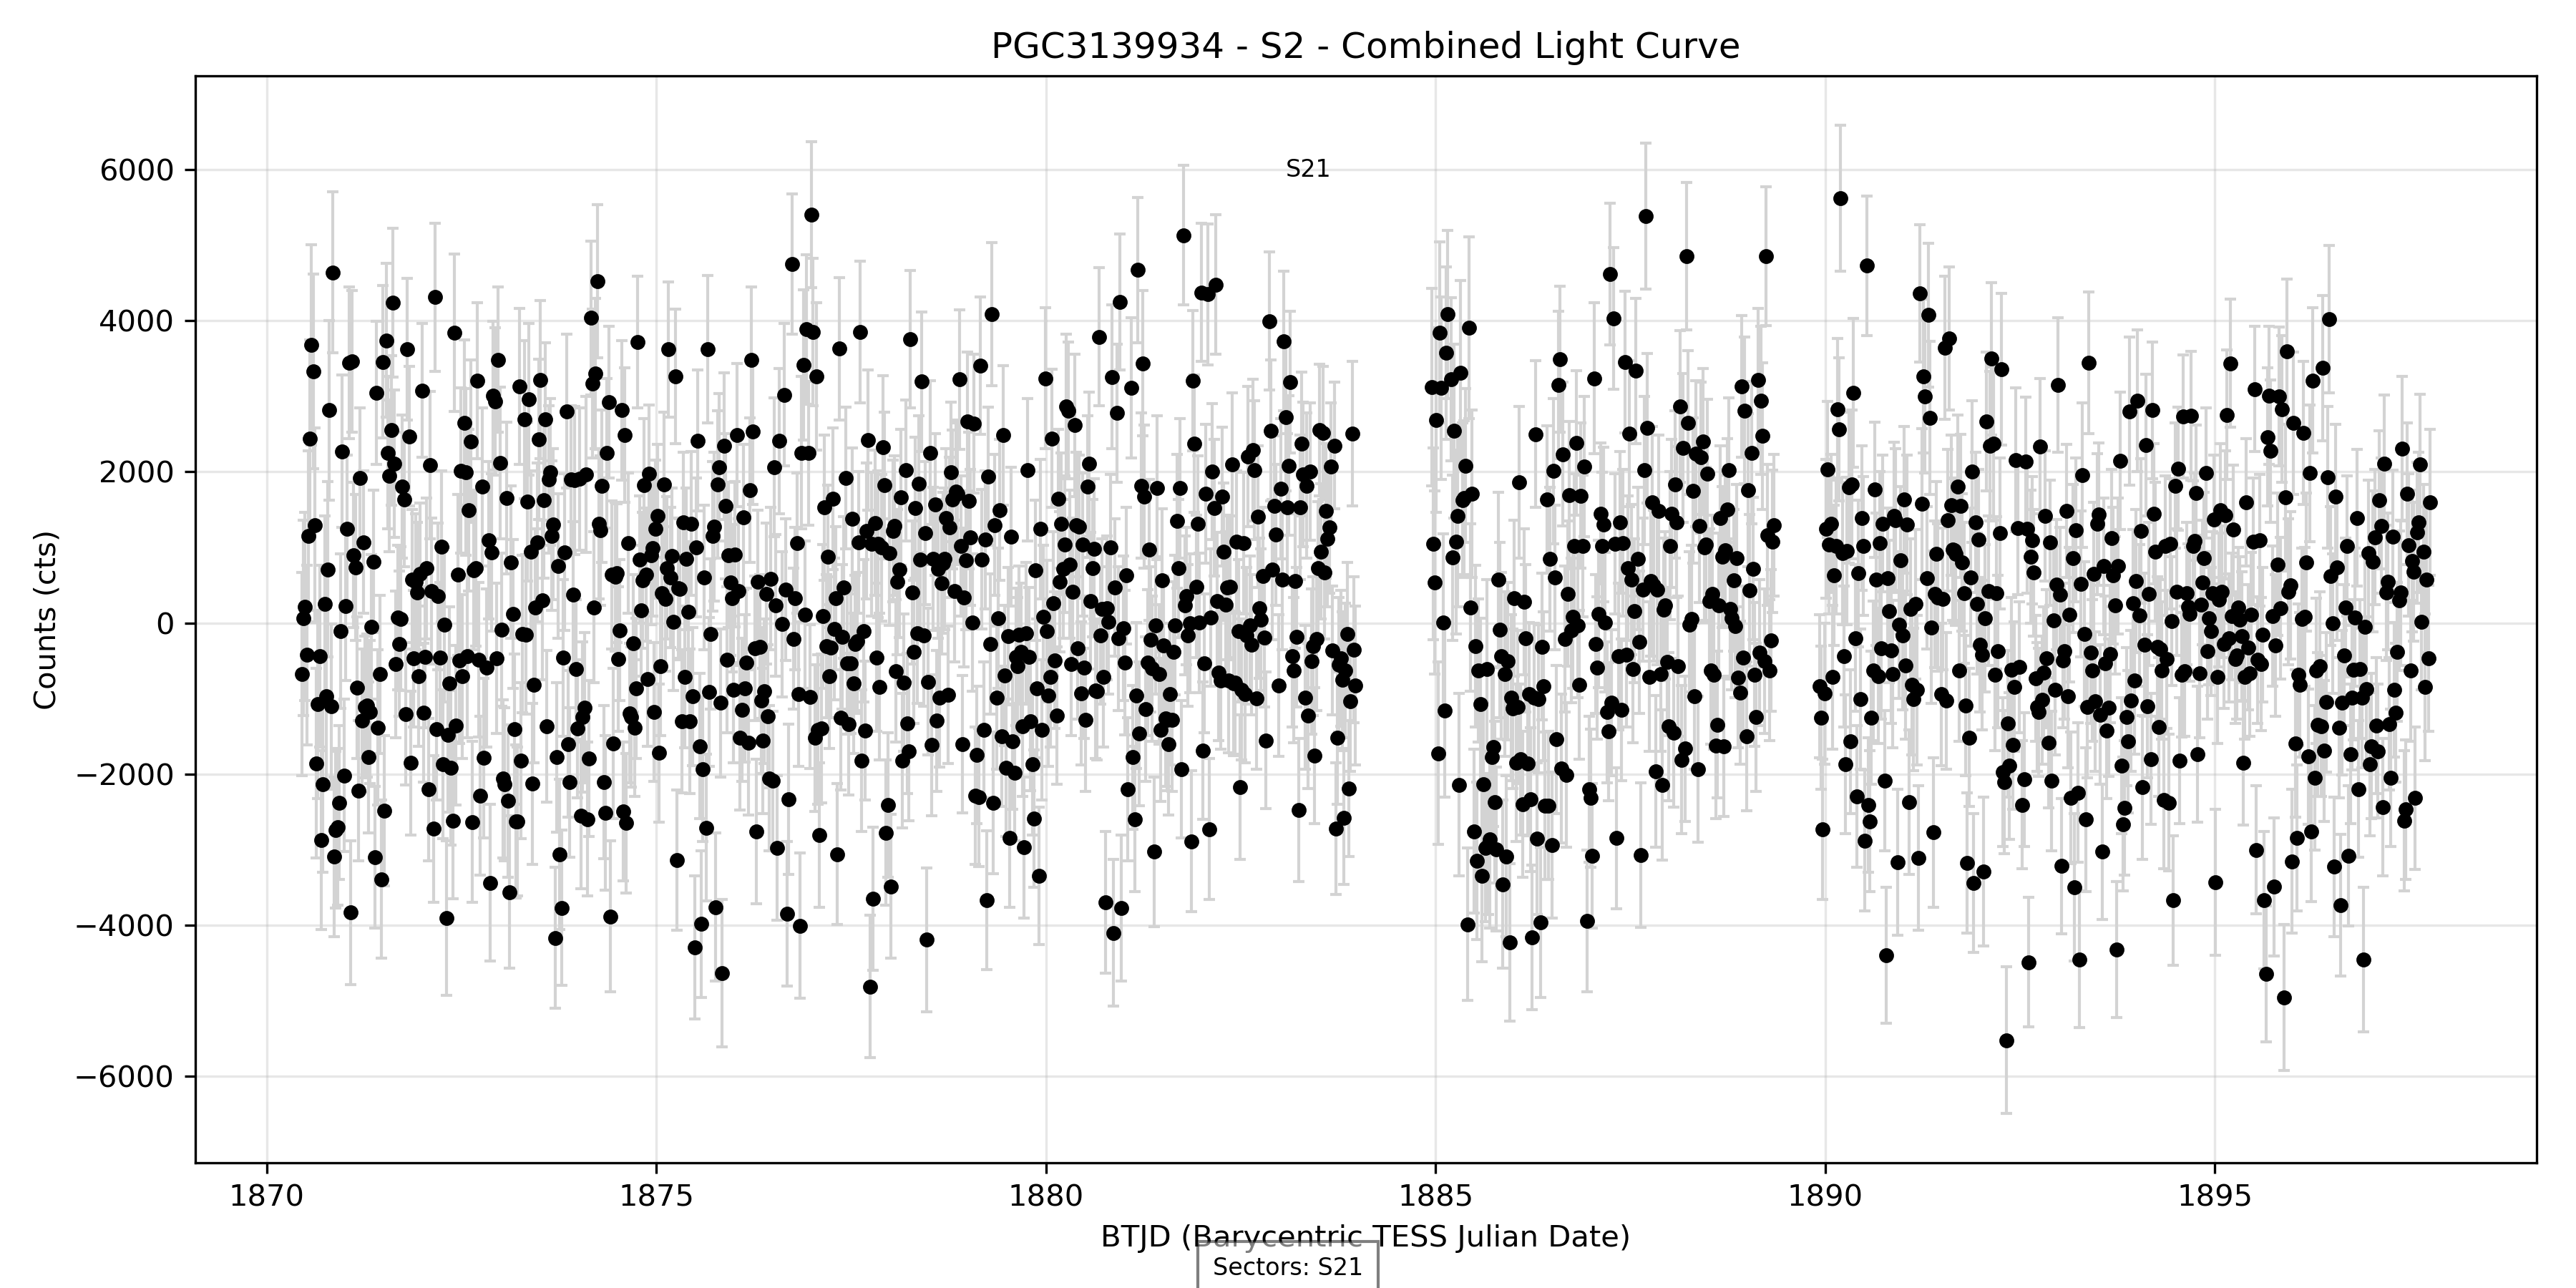 PGC3139934 - S2 - Combined Light Curve
S21
6000
4000
2000
0
−2000
−4000
−6000
Counts (cts)
1870 1875 1880 1885 1890 1895
BTJD (Barycentric TESS Julian Date)
Sectors: S21